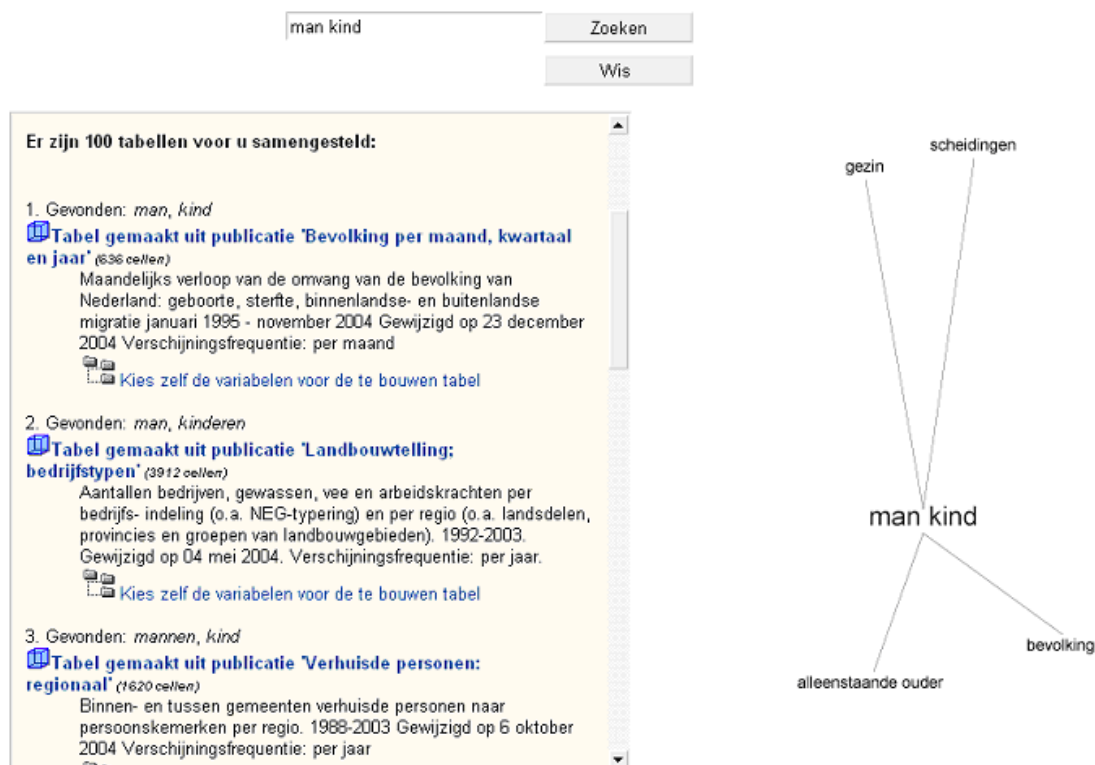 man kind
Zoeken
Wis
Er zijn 100 tabellen voor u samengesteld:
1. Gevonden: man, kind
Tabel gemaakt uit publicatie 'Bevolking per maand, kwartaal
en jaar' (636 cellen)
Maandelijks verloop van de omvang van de bevolking van
Nederland: geboorte, sterfte, binnenlandse- en buitenlandse
migratie januari 1995 - november 2004 Gewijzigd op 23 december
2004 Verschijningsfrequentie: per maand
Kies zelf de variabelen voor de te bouwen tabel
2. Gevonden: man, kinderen
Tabel gemaakt uit publicatie 'Landbouwtelling;
bedrijfstypen' (3912 cellen)
Aantallen bedrijven, gewassen, vee en arbeidskrachten per
bedrijfs- indeling (o.a. NEG-typering) en per regio (o.a. landsdelen,
provincies en groepen van landbouwgebieden). 1992-2003.
Gewijzigd op 04 mei 2004. Verschijningsfrequentie: per jaar.
Kies zelf de variabelen voor de te bouwen tabel
3. Gevonden: mannen, kind
Tabel gemaakt uit publicatie 'Verhuisde personen:
regionaal' (1620 cellen)
Binnen- en tussen gemeenten verhuisde personen naar
persoonskemerken per regio. 1988-2003 Gewijzigd op 6 oktober
2004 Verschijningsfrequentie: per jaar
scheidingen
gezin
man kind
bevolking
alleenstaande ouder